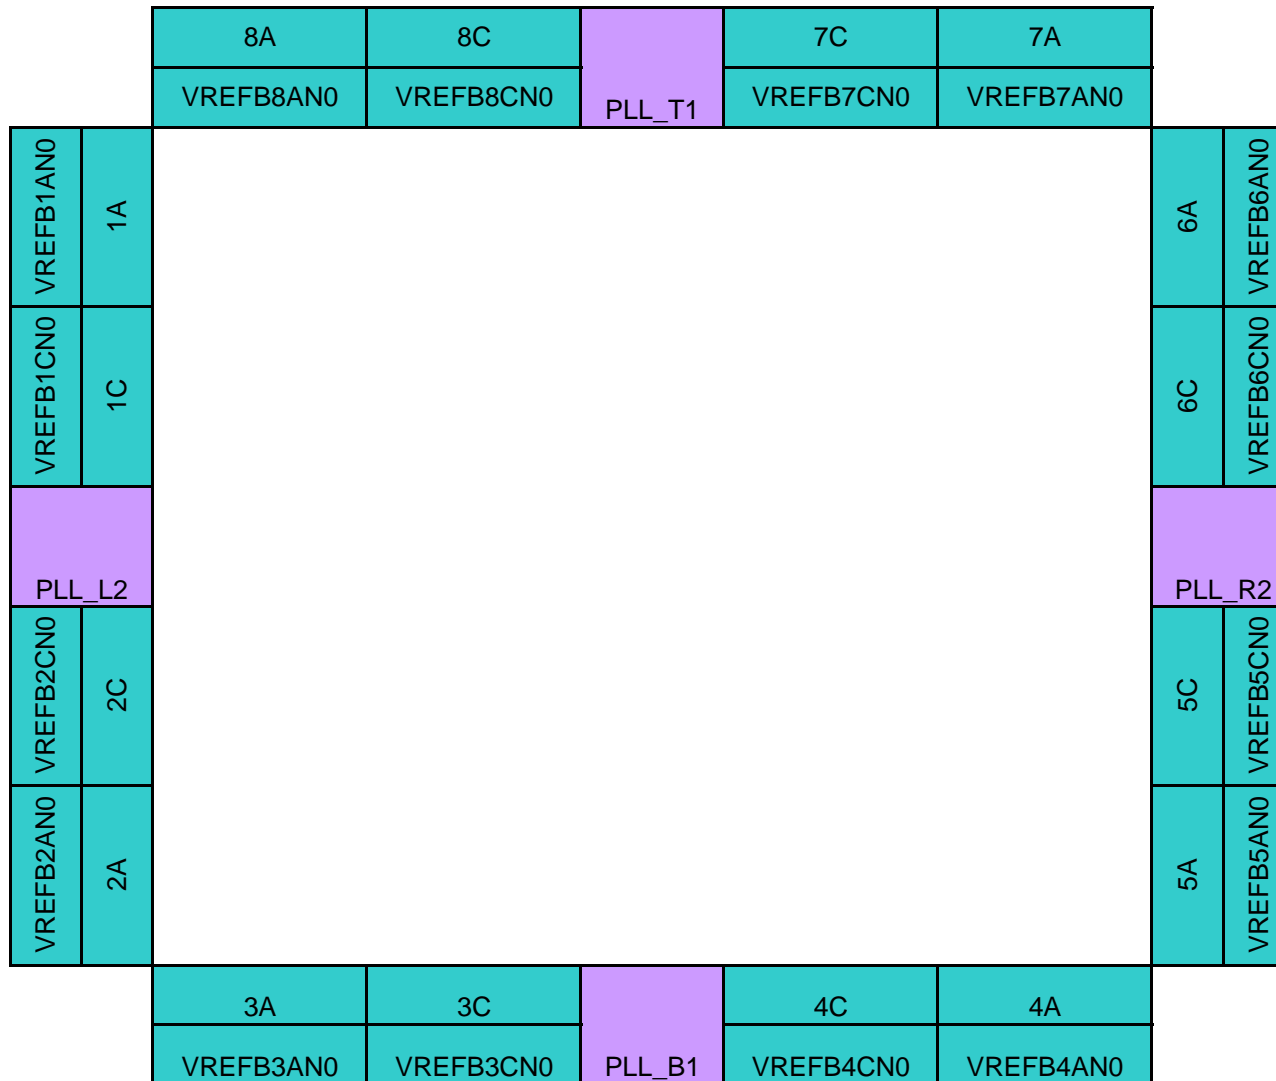 8A 8C 7C 7A
VREFB8AN0 VREFB8CN0 PLL_T1 VREFB7CN0 VREFB7AN0
VREFB1AN0 1A 6A VREFB6AN0
VREFB1CN0 1C 6C VREFB6CN0
PLL_L2 PLL_R2
VREFB2CN0 2C 5C VREFB5CN0
VREFB2AN0 2A 5A VREFB5AN0
3A 3C 4C 4A
VREFB3AN0 VREFB3CN0 PLL_B1 VREFB4CN0 VREFB4AN0